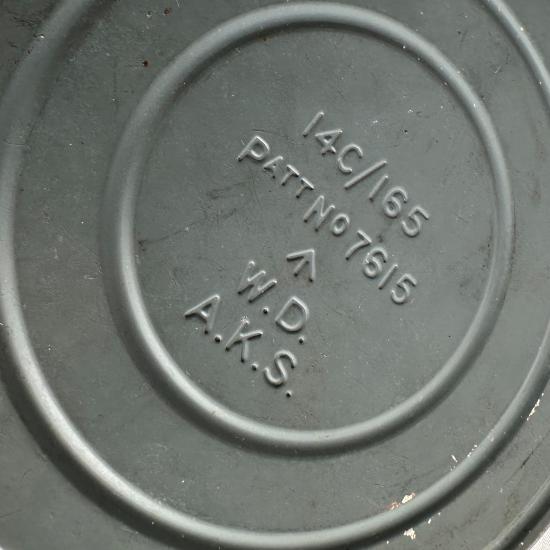 14C/165
PATT NO 7615
W.D.
A.K.S.